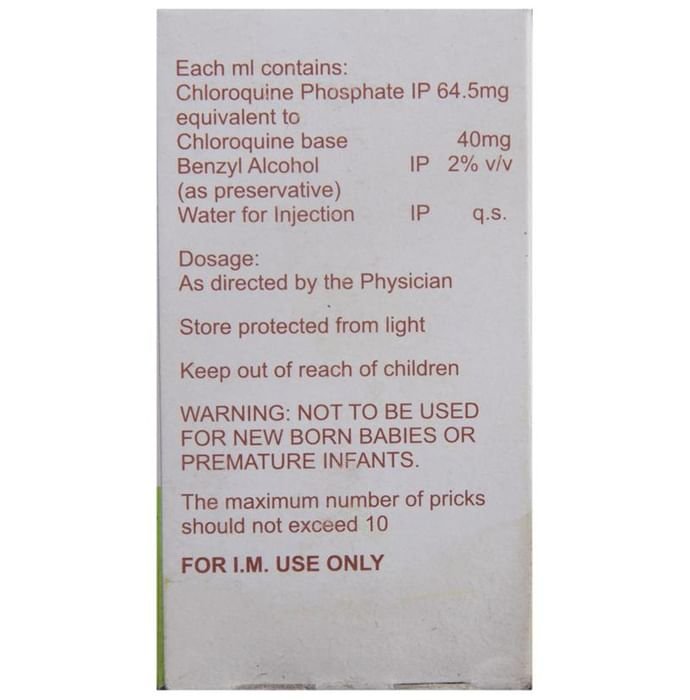 Each ml contains:
Chloroquine Phosphate IP 64.5mg
equivalent to
Chloroquine base 40mg
Benzyl Alcohol IP 2% v/v
(as preservative)
Water for Injection IP q.s.
Dosage:
As directed by the Physician
Store protected from light
Keep out of reach of children
WARNING: NOT TO BE USED
FOR NEW BORN BABIES OR
PREMATURE INFANTS.
The maximum number of pricks
should not exceed 10
FOR I.M. USE ONLY